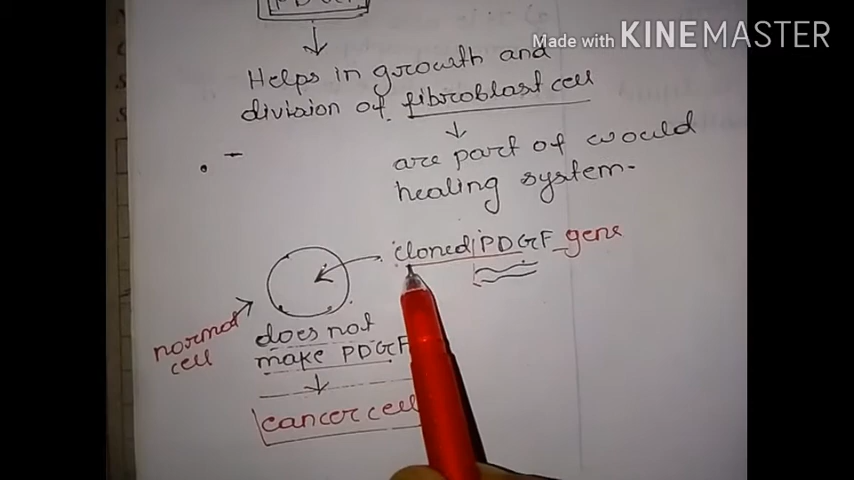 PDGF
Made with KINEMASTER
Helps in growth and
division of fibroblast cell
are part of would
healing system.
cloned PDGF gene
normal
cell
does not
make PDGF
cancer cell